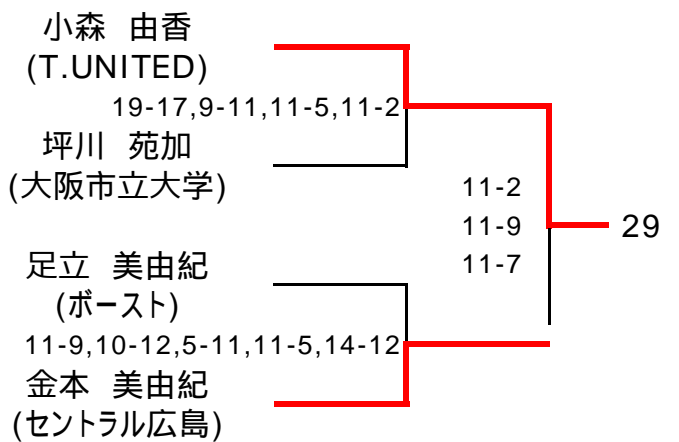 小森 由香
(T.UNITED)
19-17,9-11,11-5,11-2
坪川 苑加
(大阪市立大学)
11-2
11-9
11-7
29
足立 美由紀
(ボースト)
11-9,10-12,5-11,11-5,14-12
金本 美由紀
(セントラル広島)